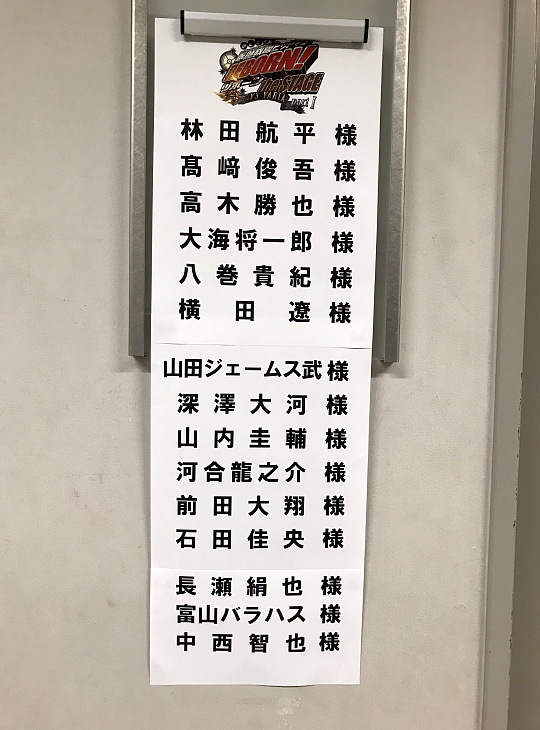 REBORN!
the STAGE
VS VARIA part I
林田航平 様
髙﨑俊吾 様
高木勝也 様
大海将一郎 様
八巻貴紀 様
横田遼 様
山田ジェームス武 様
深澤大河 様
山内圭輔 様
河合龍之介 様
前田大翔 様
石田佳央 様
長瀬絹也 様
富山バラハス 様
中西智也 様